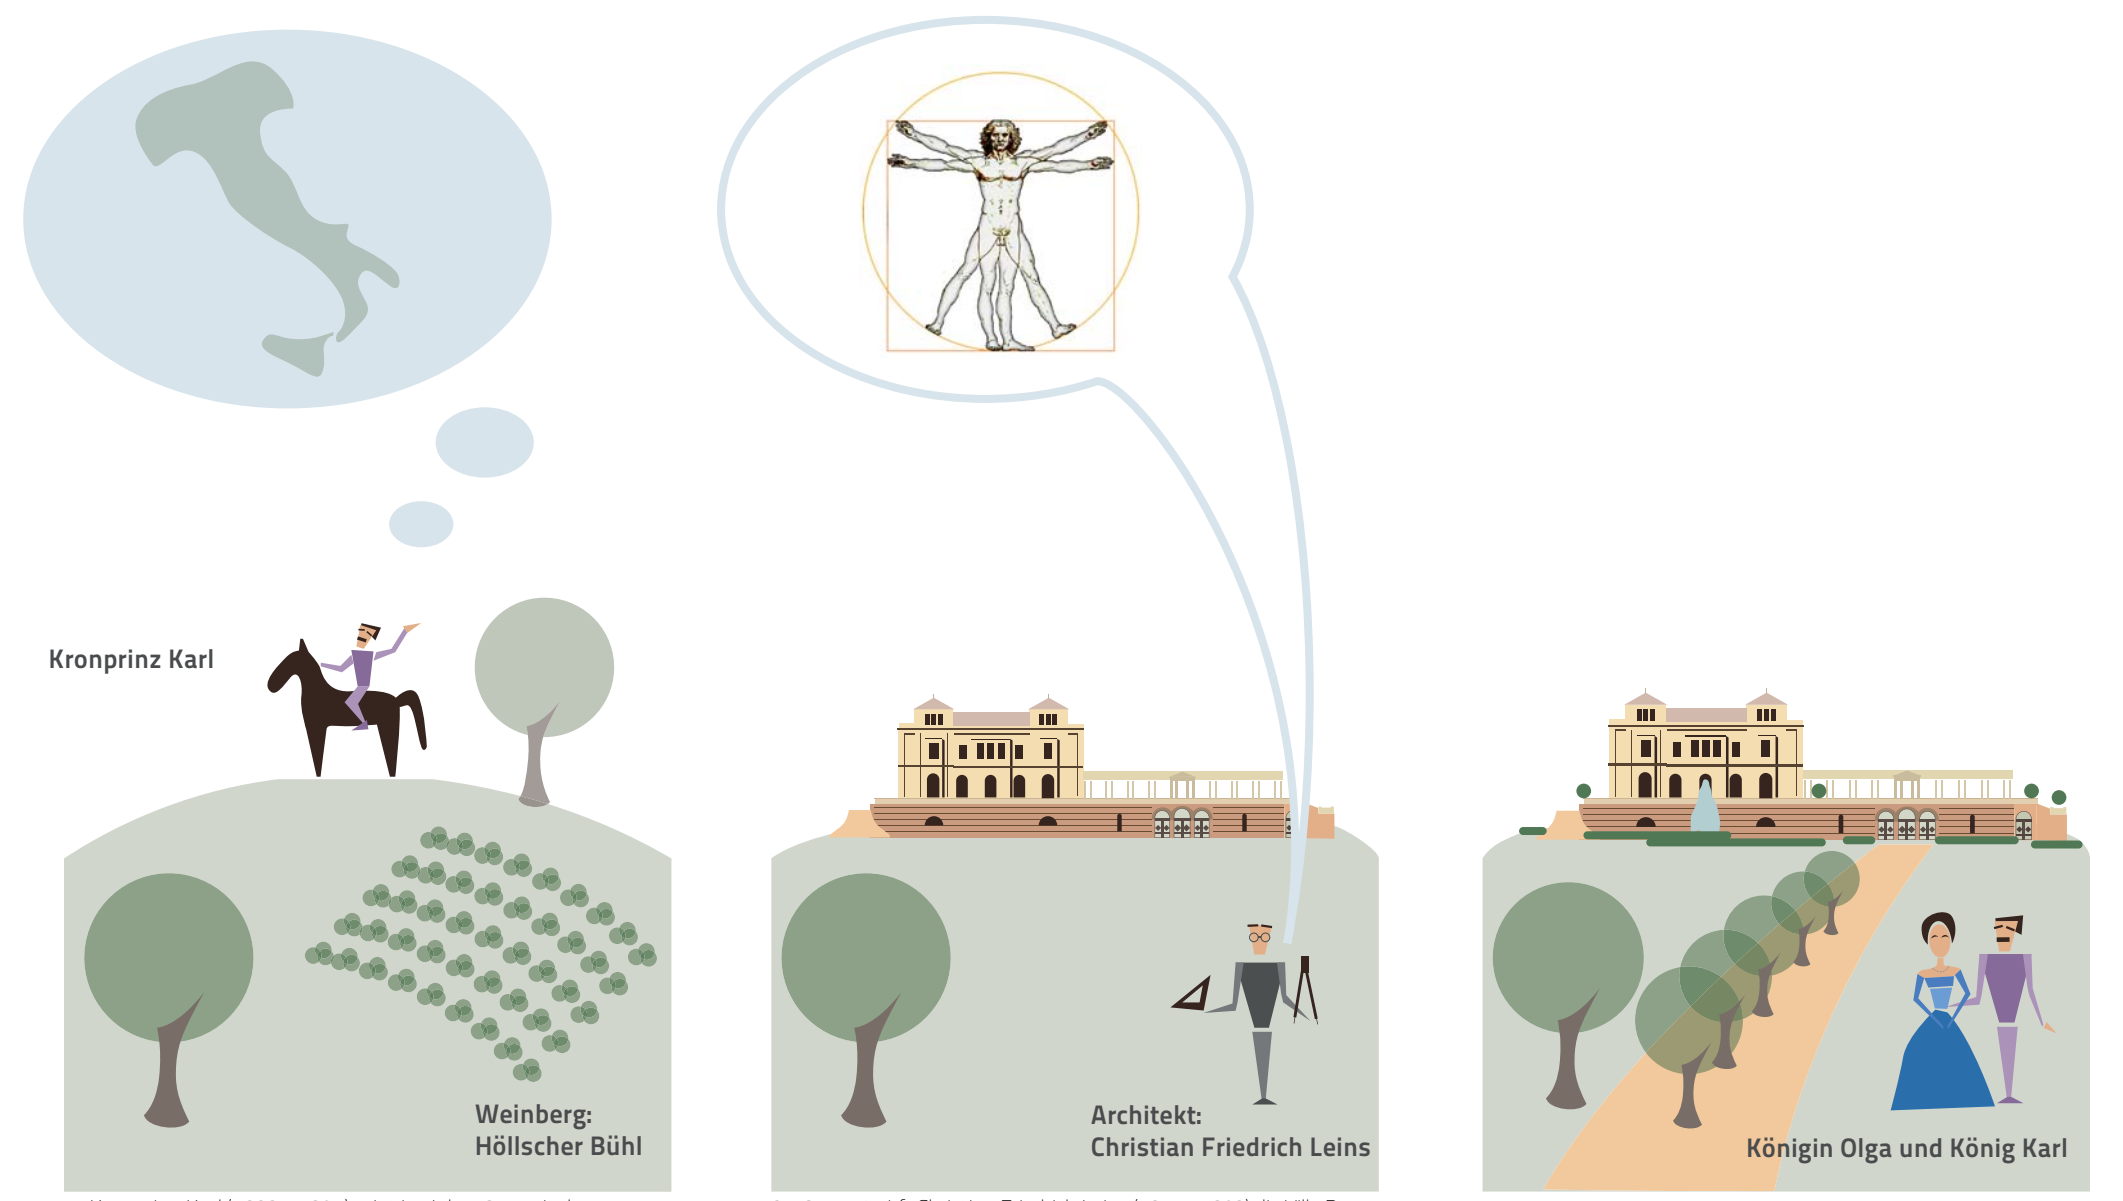 Kronprinz Karl
Weinberg:
Höllscher Bühl
Architekt:
Christian Friedrich Leins
Königin Olga und König Karl